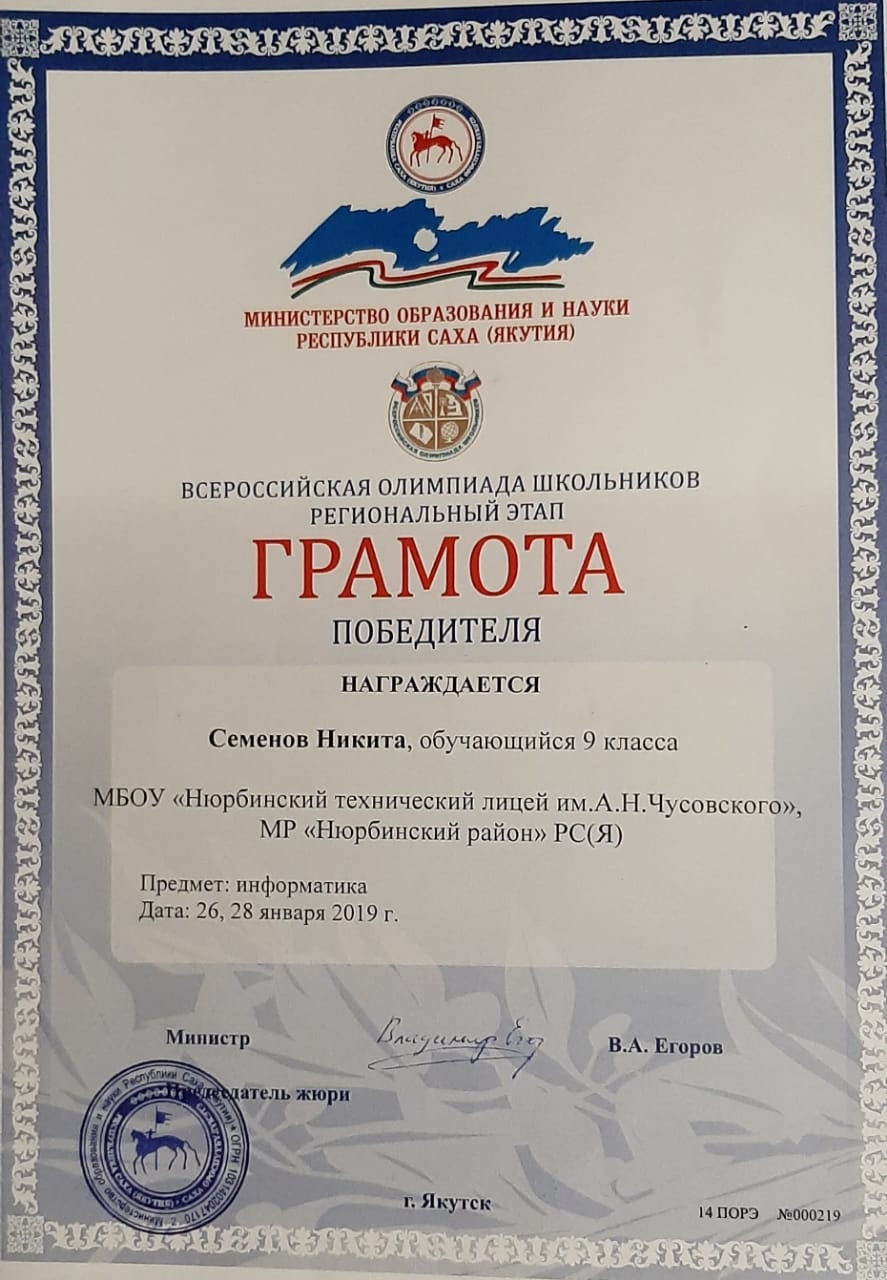 МИНИСТЕРСТВО ОБРАЗОВАНИЯ И НАУКИ
РЕСПУБЛИКИ САХА (ЯКУТИЯ)
ВСЕРОССИЙСКАЯ ОЛИМПИАДА ШКОЛЬНИКОВ
РЕГИОНАЛЬНЫЙ ЭТАП
ГРАМОТА
ПОБЕДИТЕЛЯ
НАГРАЖДАЕТСЯ
Семенов Никита, обучающийся 9 класса
МБОУ «Нюрбинский технический лицей им.А.Н.Чусовского»,
МР «Нюрбинский район» РС(Я)
Предмет: информатика
Дата: 26, 28 января 2019 г.
Министр В.А. Егоров
Председатель жюри
г. Якутск
14 ПОРЭ №000219